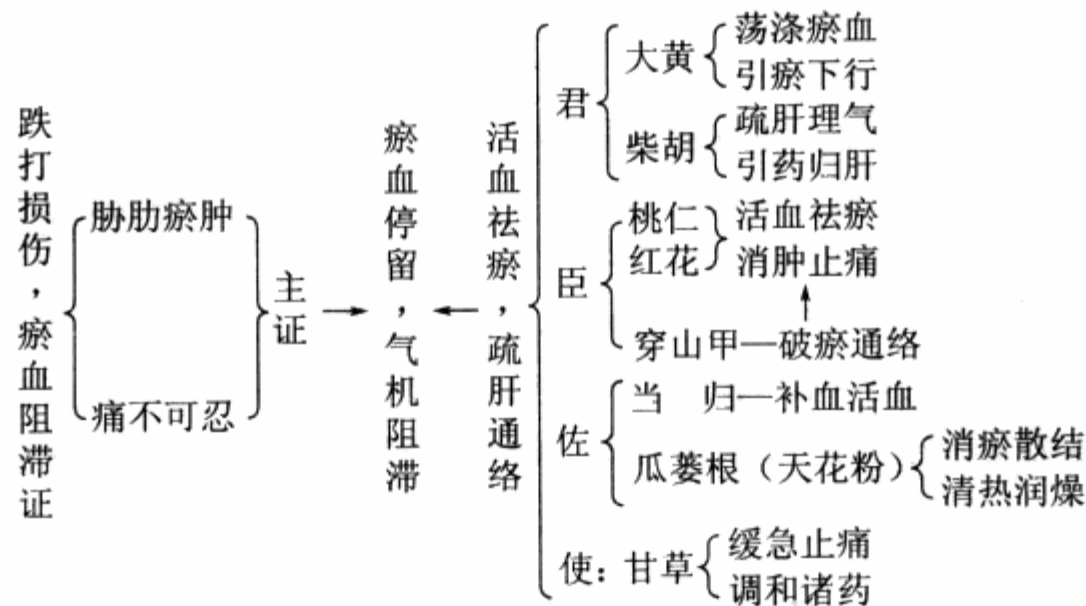 跌打损伤，瘀血阻滞证
胁肋瘀肿
痛不可忍
主证
瘀血停留，气机阻滞
活血祛瘀，疏肝通络
君
大黄
荡涤瘀血
引瘀下行
柴胡
疏肝理气
引药归肝
臣
桃仁
红花
活血祛瘀
消肿止痛
穿山甲—破瘀通络
佐
当 归—补血活血
瓜蒌根（天花粉）
消瘀散结
清热润燥
使：甘草
缓急止痛
调和诸药